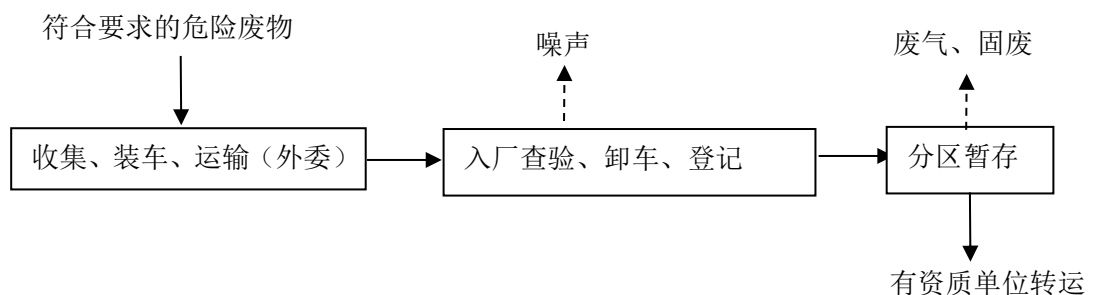 符合要求的危险废物
噪声
废气、固废
收集、装车、运输（外委）
入厂查验、卸车、登记
分区暂存
有资质单位转运